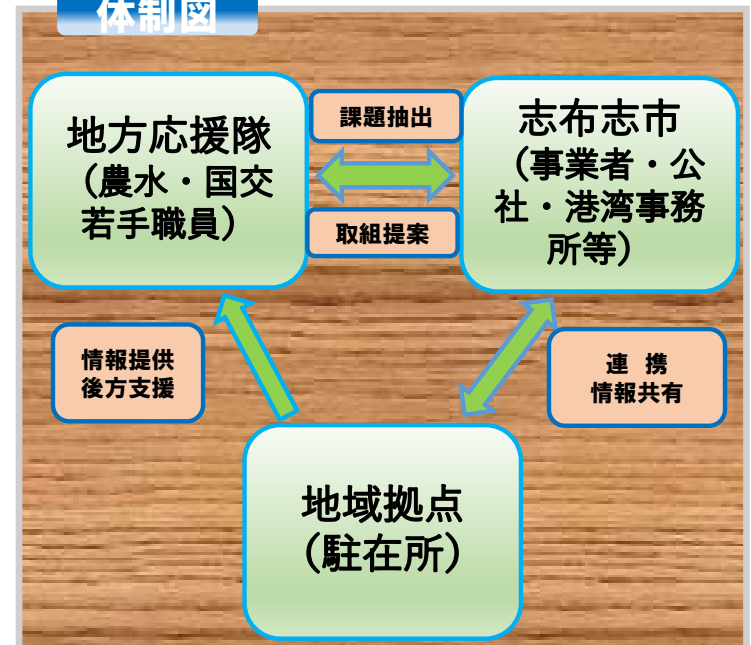 体制図
地方応援隊
（農水・国交
若手職員）
課題抽出
取組提案
志布志市
（事業者・公
社・港湾事務
所等）
情報提供
後方支援
連 携
情報共有
地域拠点
（駐在所）